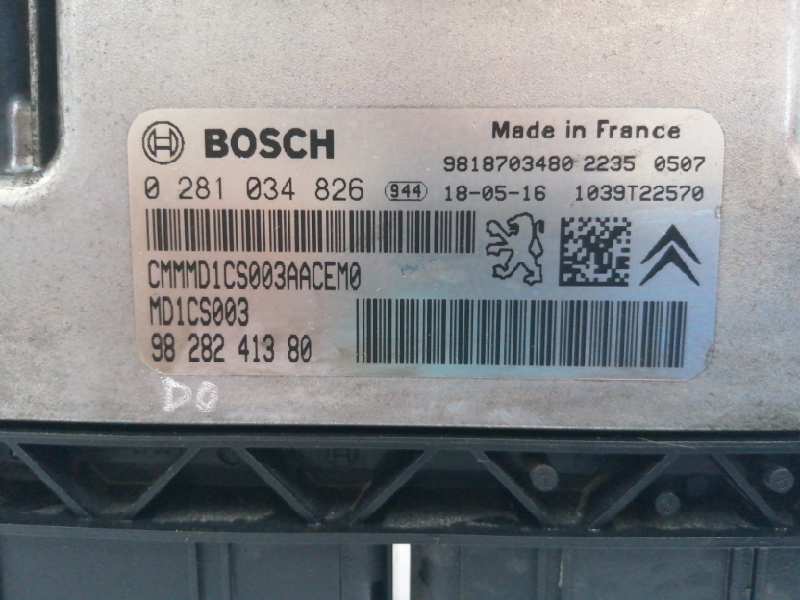 BOSCH
Made in France
9818703480 2235 0507
0 281 034 826 944 18-05-16 1039T22570
CMMMD1CS003AACEM0
MD1CS003
98 282 413 80
DO